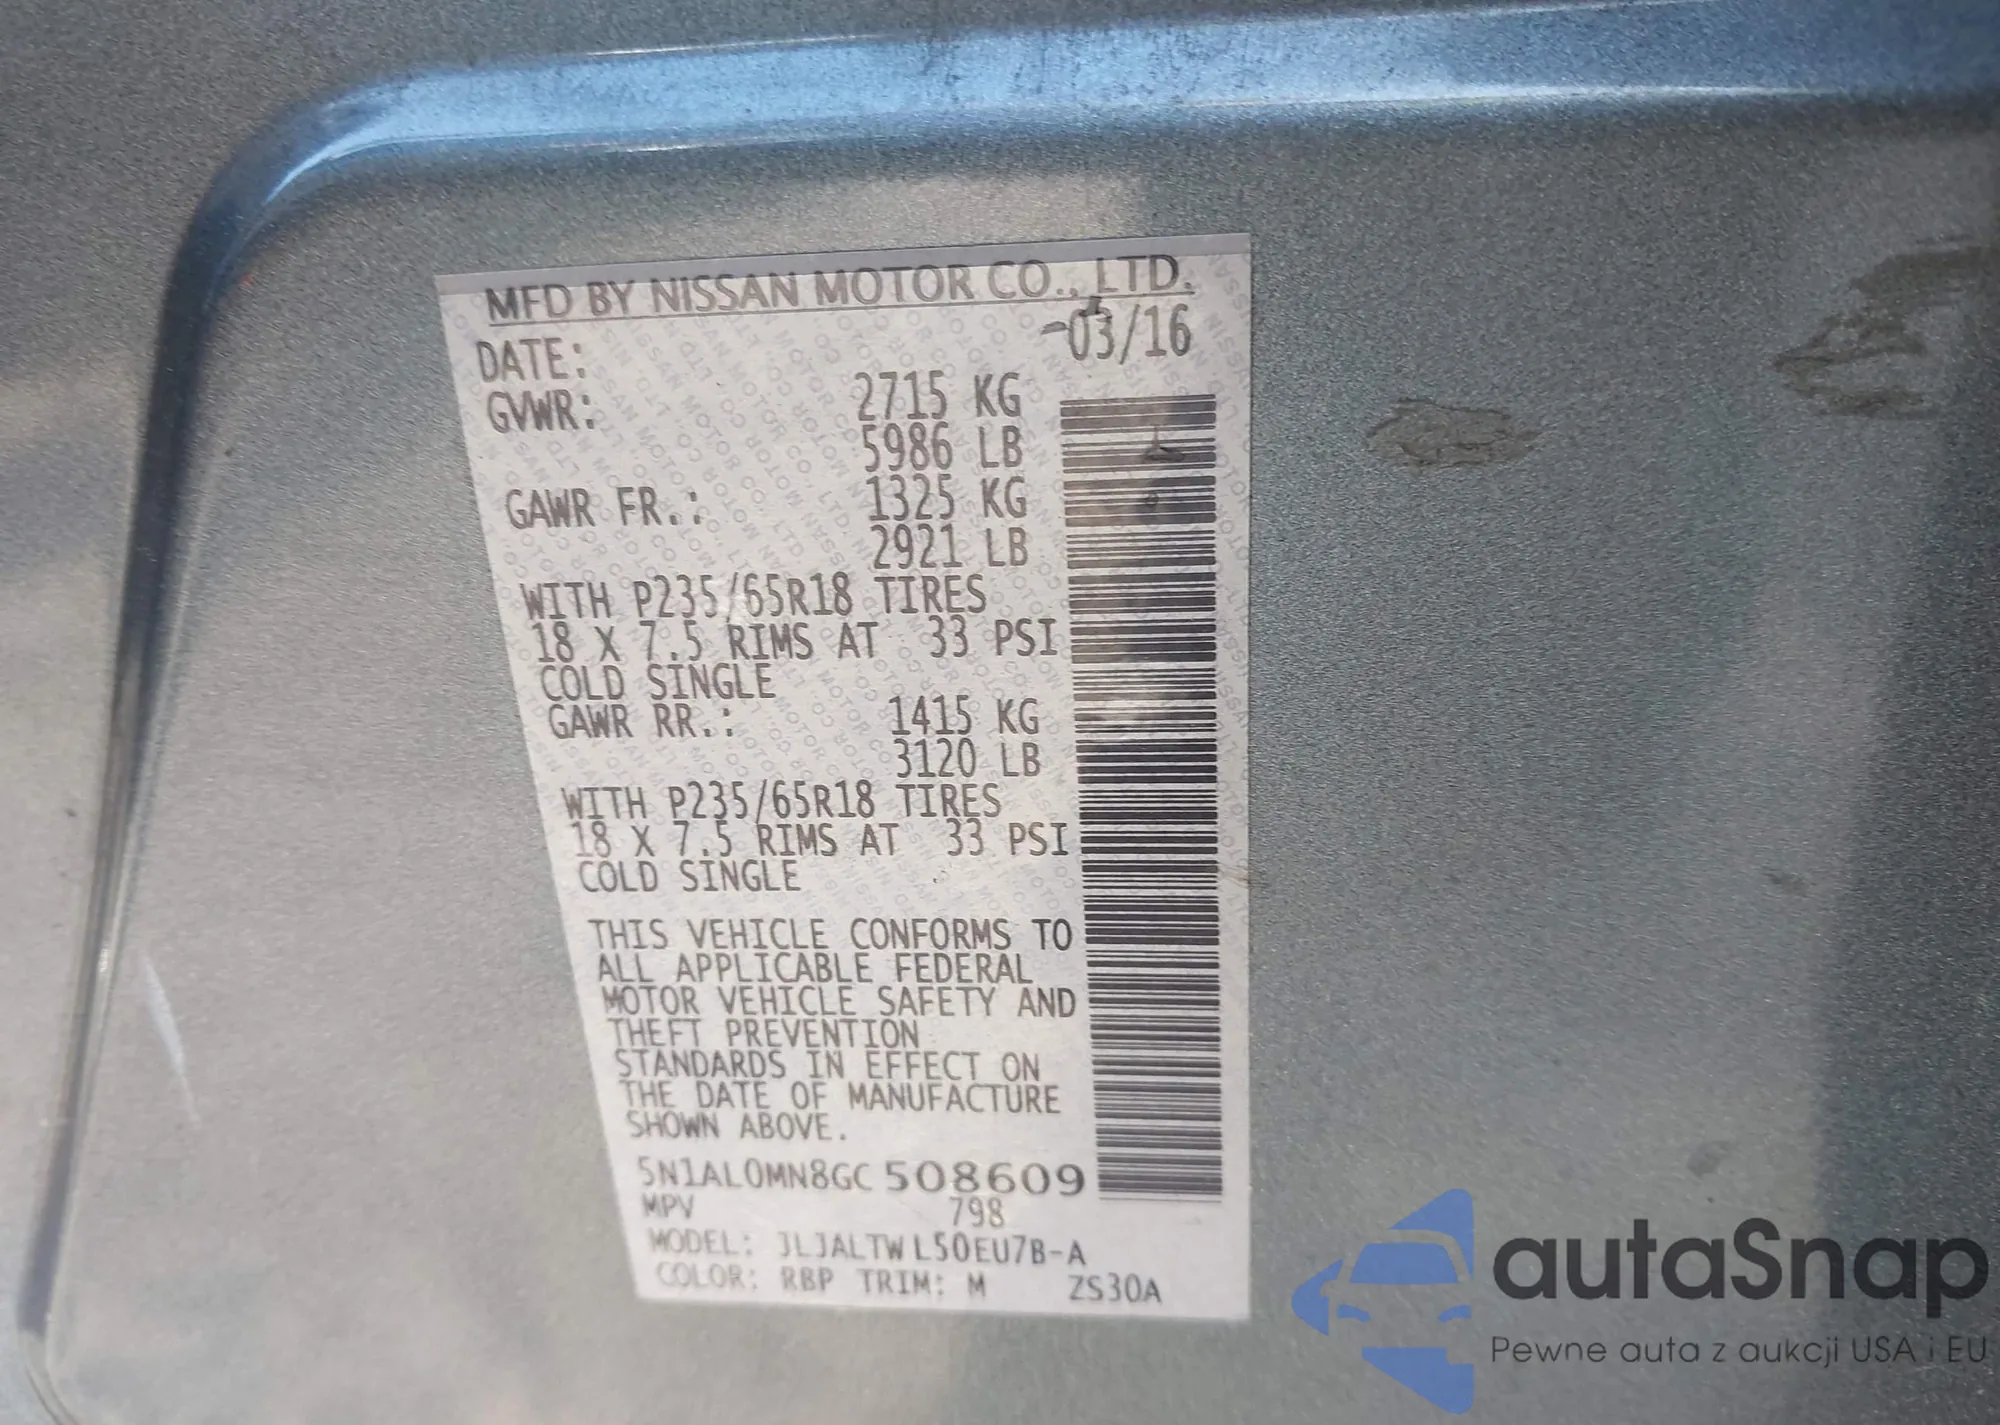 MFD BY NISSAN MOTOR CO., LTD.
DATE: 03/16
GVWR: 2715 KG
5986 LB
GAWR FR.: 1325 KG
2921 LB
WITH P235/65R18 TIRES
18 X 7.5 RIMS AT 33 PSI
COLD SINGLE
GAWR RR.: 1415 KG
3120 LB
WITH P235/65R18 TIRES
18 X 7.5 RIMS AT 33 PSI
COLD SINGLE
THIS VEHICLE CONFORMS TO
ALL APPLICABLE FEDERAL
MOTOR VEHICLE SAFETY AND
THEFT PREVENTION
STANDARDS IN EFFECT ON
THE DATE OF MANUFACTURE
SHOWN ABOVE.
5N1AL0MN8GC 508609
MPV 798
MODEL: JLJALTWL50EU7B-A
COLOR: RBP TRIM: M ZS30A
autaSnap
Pewne auta z aukcji USA i EU